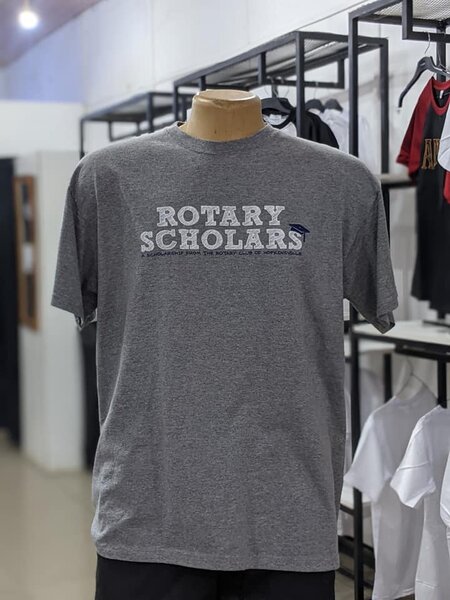 ROTARY
SCHOLARS
A SCHOLARSHIP FROM THE ROTARY CLUB OF HOPKINSVILLE